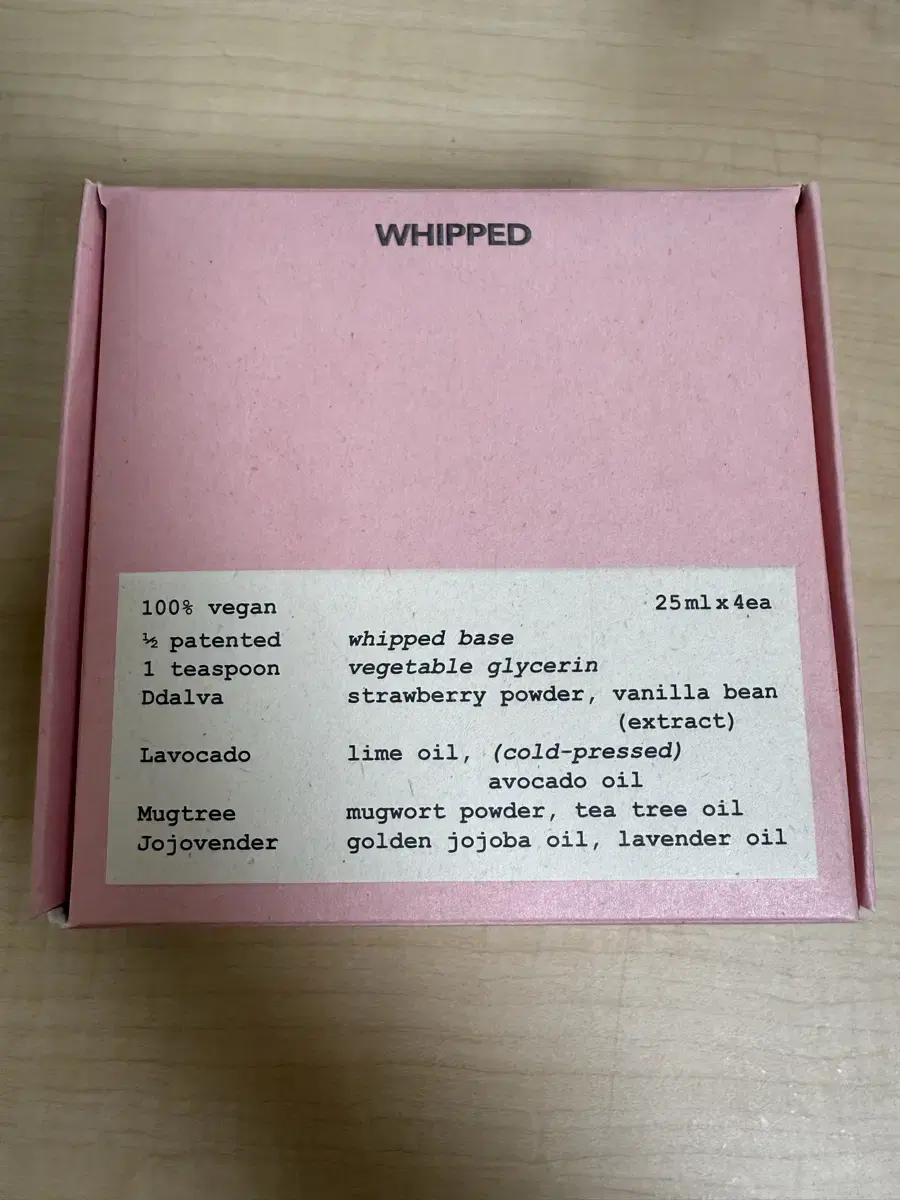 WHIPPED
100% vegan 25ml x 4ea
½ patented whipped base
1 teaspoon vegetable glycerin
Ddalva strawberry powder, vanilla bean
(extract)
Lavocado lime oil, (cold-pressed)
avocado oil
Mugtree mugwort powder, tea tree oil
Jojovender golden jojoba oil, lavender oil